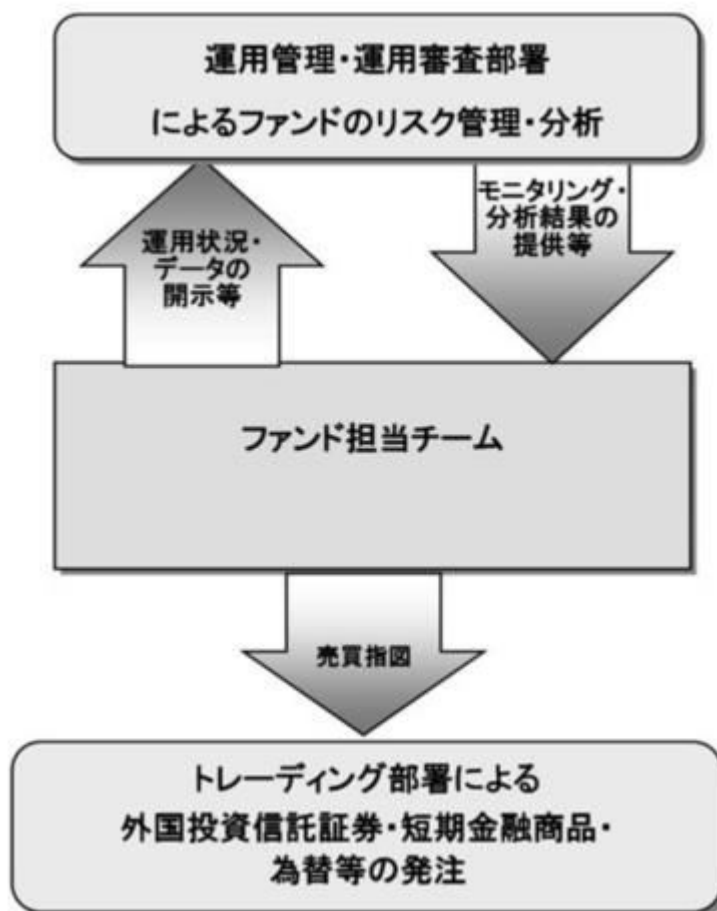 運用管理・運用審査部署
によるファンドのリスク管理・分析
運用状況・
データの
開示等
モニタリング・
分析結果の
提供等
ファンド担当チーム
売買指図
トレーディング部署による
外国投資信託証券・短期金融商品・
為替等の発注